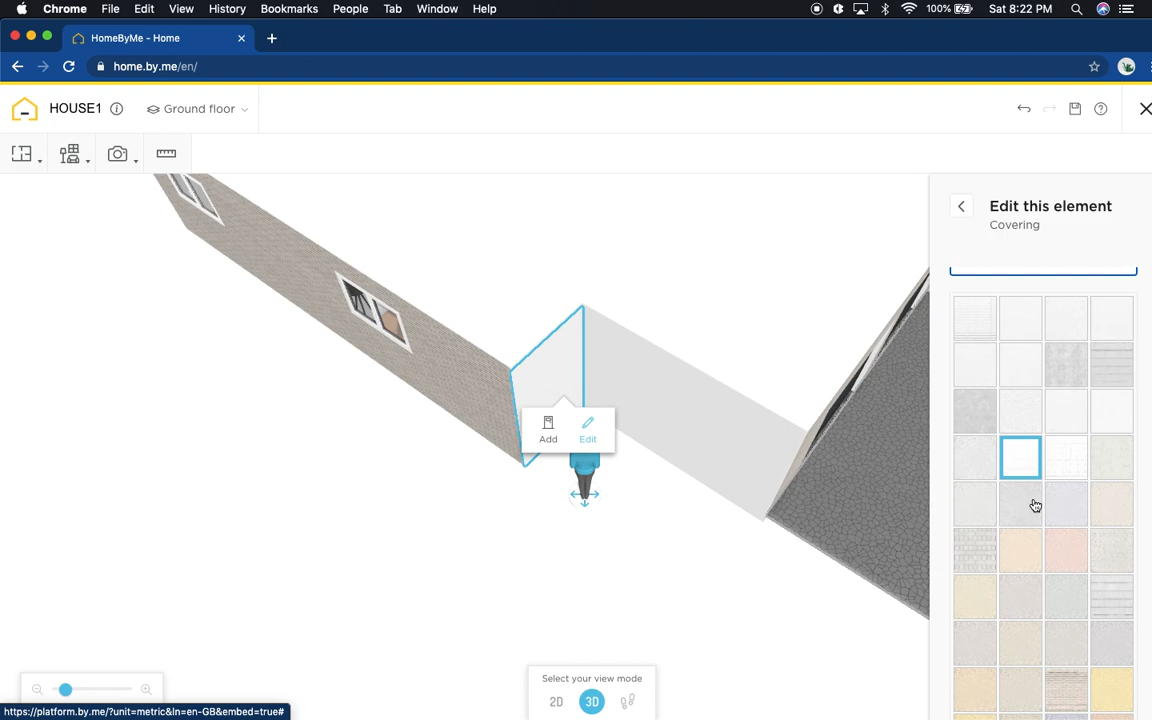 Chrome File Edit View History Bookmarks People Tab Window Help 100% Sat 8:22 PM
HomeByMe - Home
home.by.me/en/
HOUSE1 Ground floor
Edit this element
Covering
Add Edit
Select your view mode
2D 3D
https://platform.by.me/?unit=metric&ln=en-GB&embed=true#